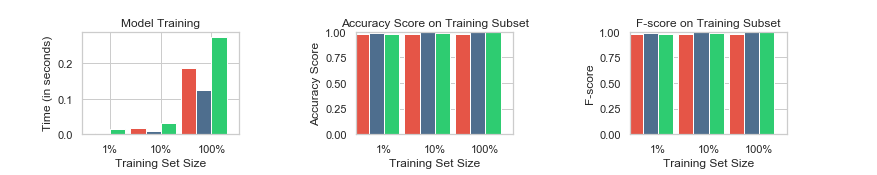 Model Training
Time (in seconds)
0.2
0.1
0.0
1%
10%
100%
Training Set Size
Accuracy Score on Training Subset
Accuracy Score
1.00
0.75
0.50
0.25
0.00
1%
10%
100%
Training Set Size
F-score on Training Subset
F-score
1.00
0.75
0.50
0.25
0.00
1%
10%
100%
Training Set Size